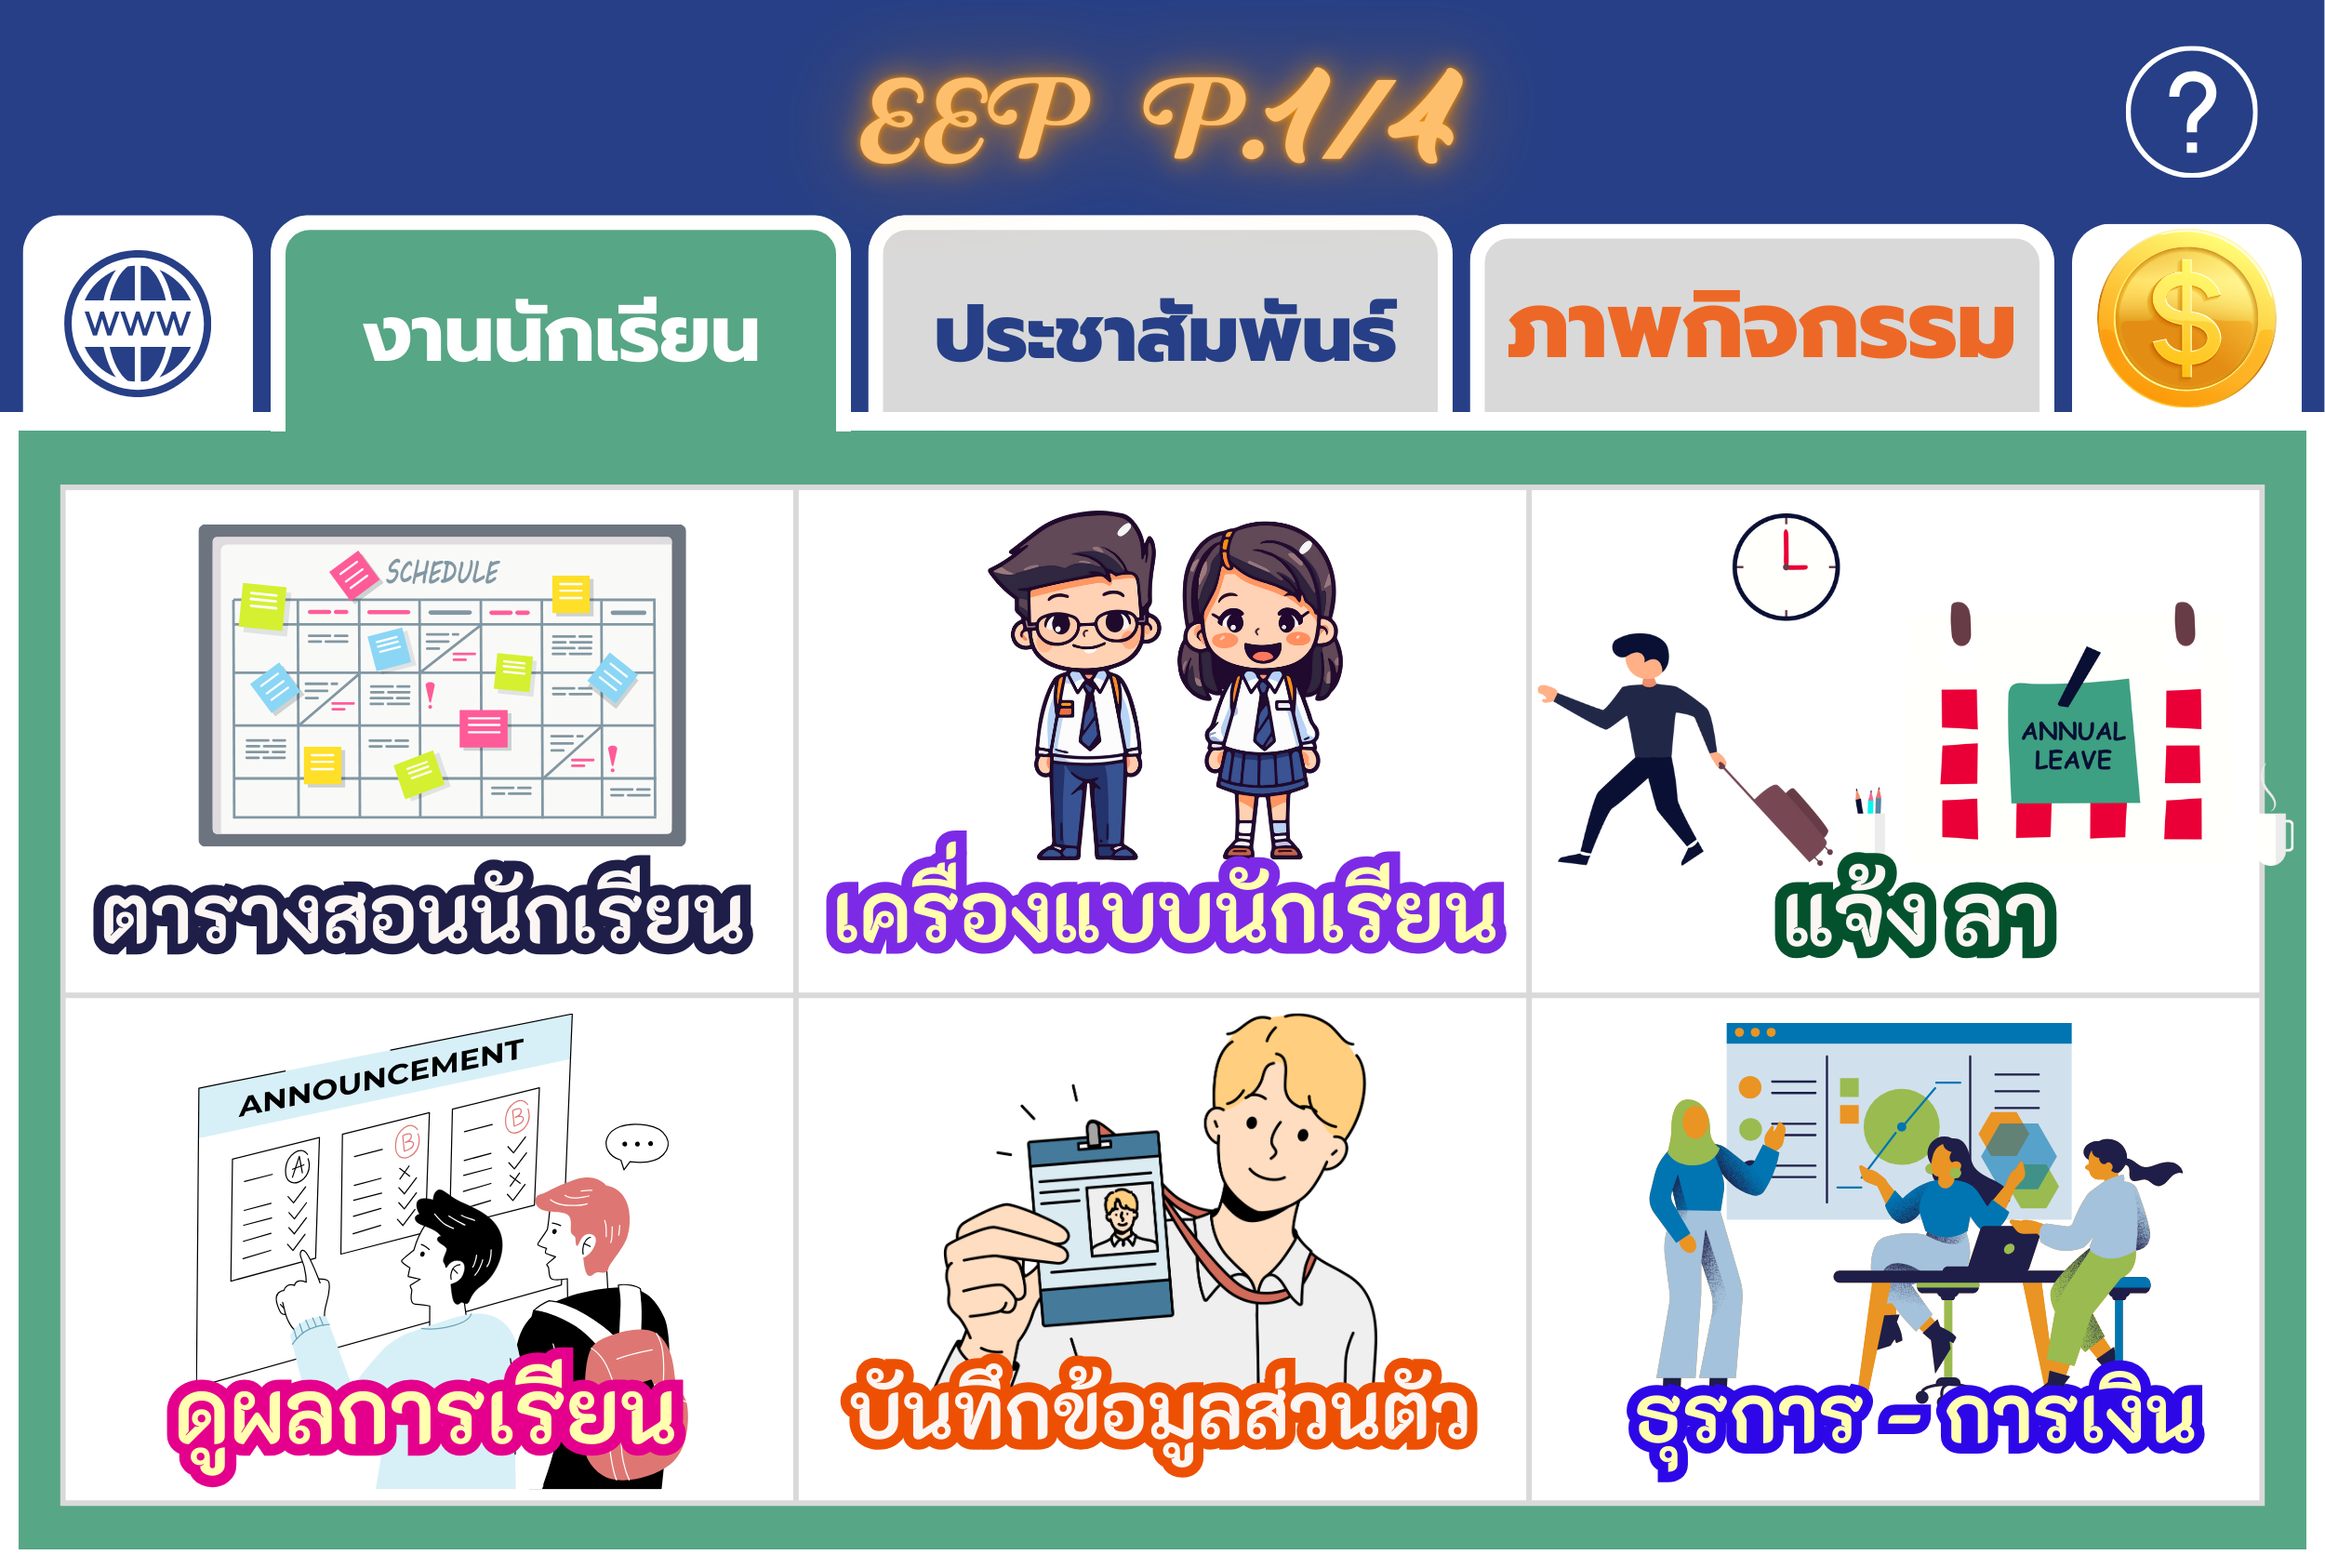 EEP P.1/4
?
WWW
งานนักเรียน
ประชาสัมพันธ์
ภาพกิจกรรม
$
SCHEDULE
!
!
ตารางสอนนักเรียน
เครื่องแบบนักเรียน
ANNUAL
LEAVE
แจ้ง ลา
ANNOUNCEMENT
A
B
B
ดูผลการเรียน
บันทึกข้อมูลส่วนตัว
ธุรการ - การเงิน